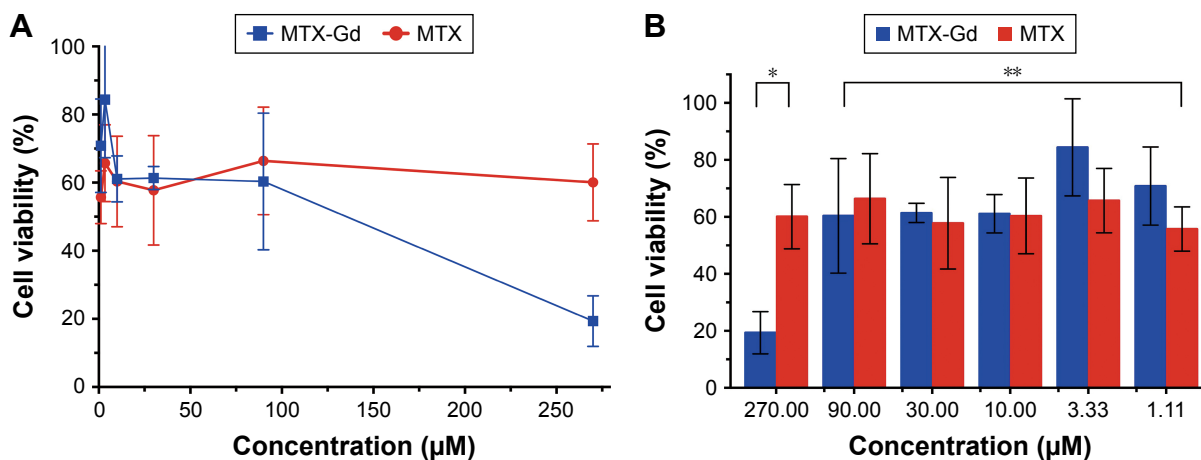 A
MTX-Gd MTX
Cell viability (%)
100
80
60
40
20
0
0 50 100 150 200 250
Concentration (µM)
B
MTX-Gd MTX
* **
Cell viability (%)
100
80
60
40
20
0
270.00 90.00 30.00 10.00 3.33 1.11
Concentration (µM)